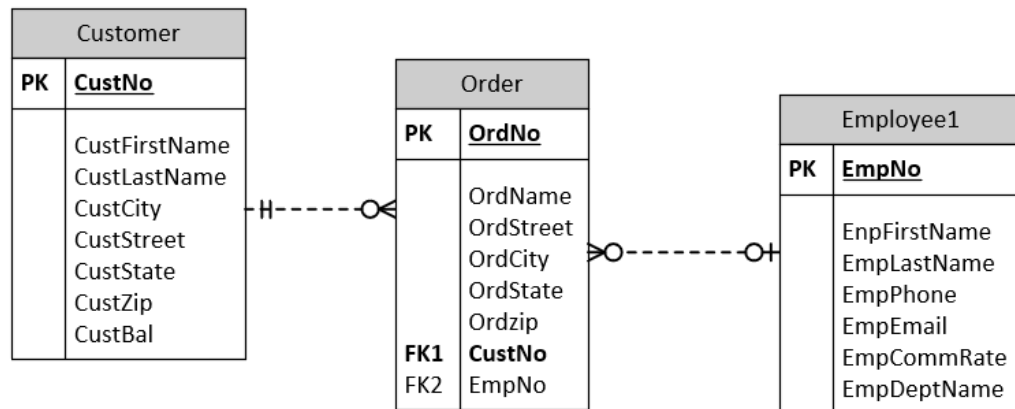 Customer
PK CustNo
CustFirstName
CustLastName
CustCity
CustStreet
CustState
CustZip
CustBal
Order
PK OrdNo
OrdName
OrdStreet
OrdCity
OrdState
Ordzip
FK1 CustNo
FK2 EmpNo
Employee1
PK EmpNo
EnpFirstName
EmpLastName
EmpPhone
EmpEmail
EmpCommRate
EmpDeptName